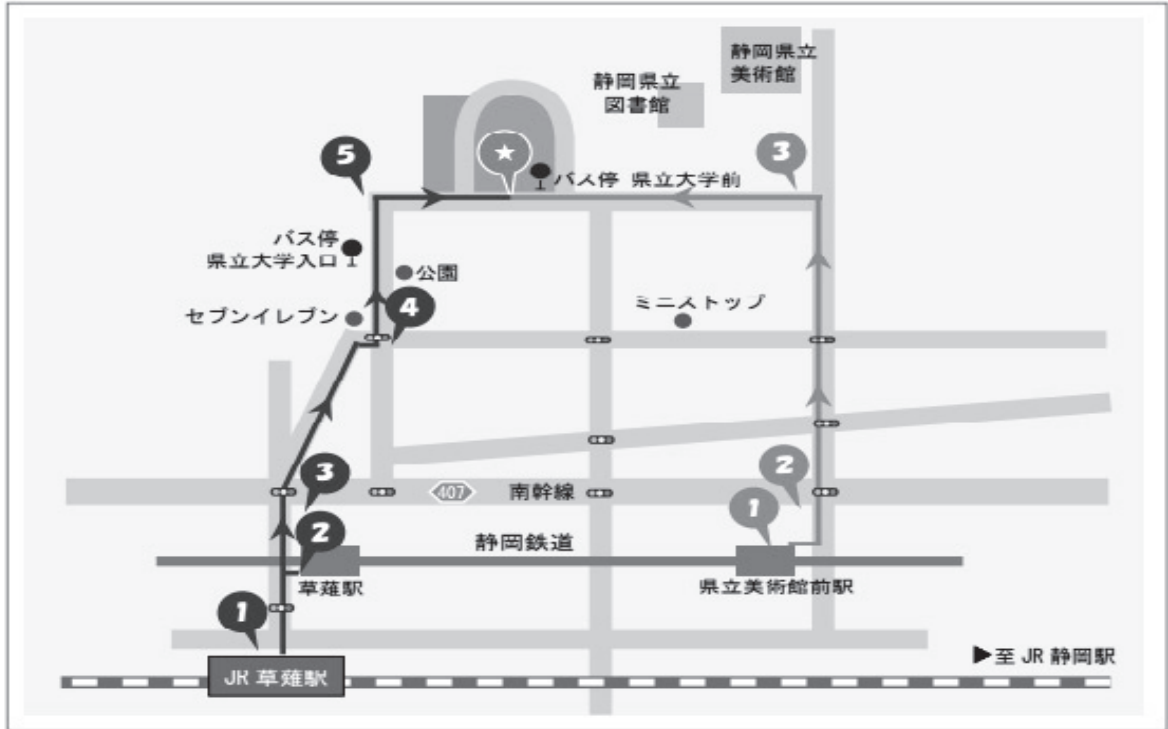 静岡県立
美術館
静岡県立
図書館
3
5
★
バス停 県立大学前
バス停
県立大学入口
公園
4
セブンイレブン
ミニストップ
3
407
南幹線
2
1
2
静岡鉄道
草薙駅
県立美術館前駅
1
▶至 JR 静岡駅
JR 草薙駅